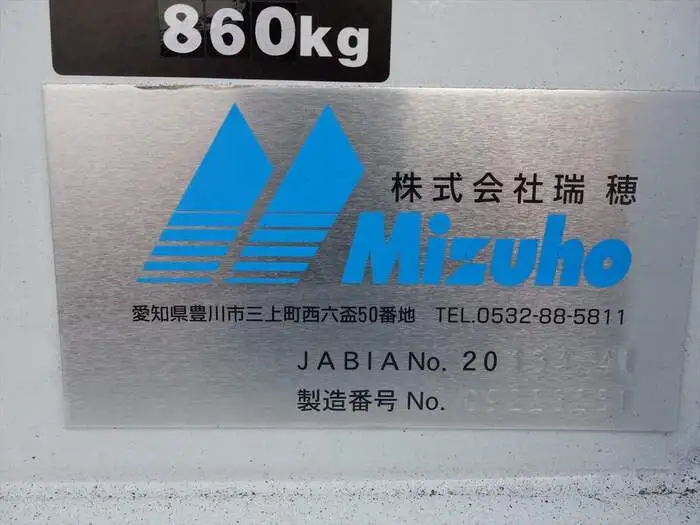 860kg
株式会社瑞穂
Mizuho
愛知県豊川市三上町西六盃50番地 TEL.0532-88-5811
JABIA No. 20
製造番号 No.